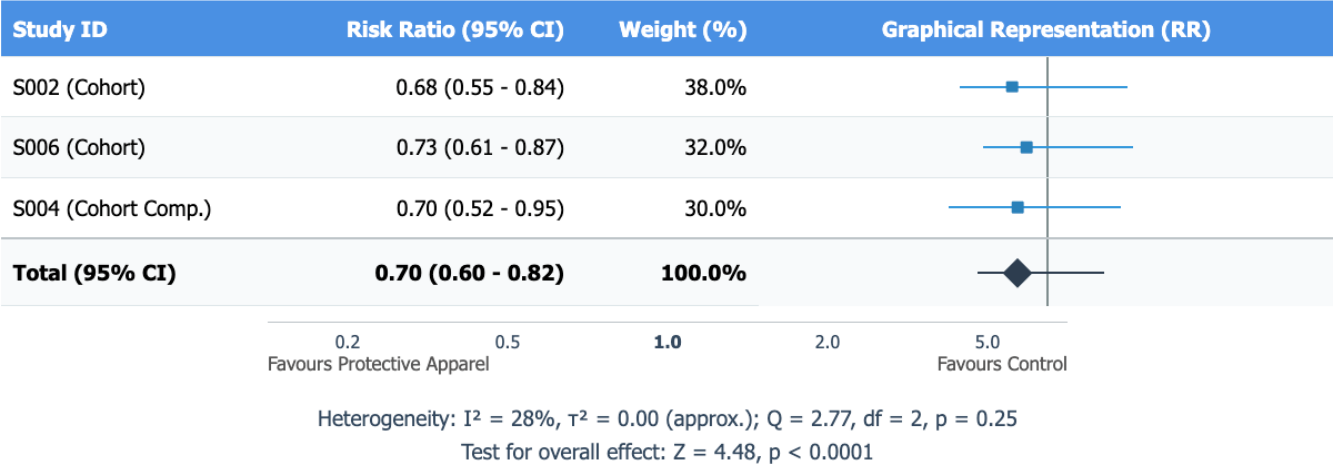 Study ID Risk Ratio (95% CI) Weight (%) Graphical Representation (RR)
S002 (Cohort) 0.68 (0.55 - 0.84) 38.0%
S006 (Cohort) 0.73 (0.61 - 0.87) 32.0%
S004 (Cohort Comp.) 0.70 (0.52 - 0.95) 30.0%
Total (95% CI) 0.70 (0.60 - 0.82) 100.0%
0.2 0.5 1.0 2.0 5.0
Favours Protective Apparel Favours Control
Heterogeneity: I² = 28%, τ² = 0.00 (approx.); Q = 2.77, df = 2, p = 0.25
Test for overall effect: Z = 4.48, p < 0.0001